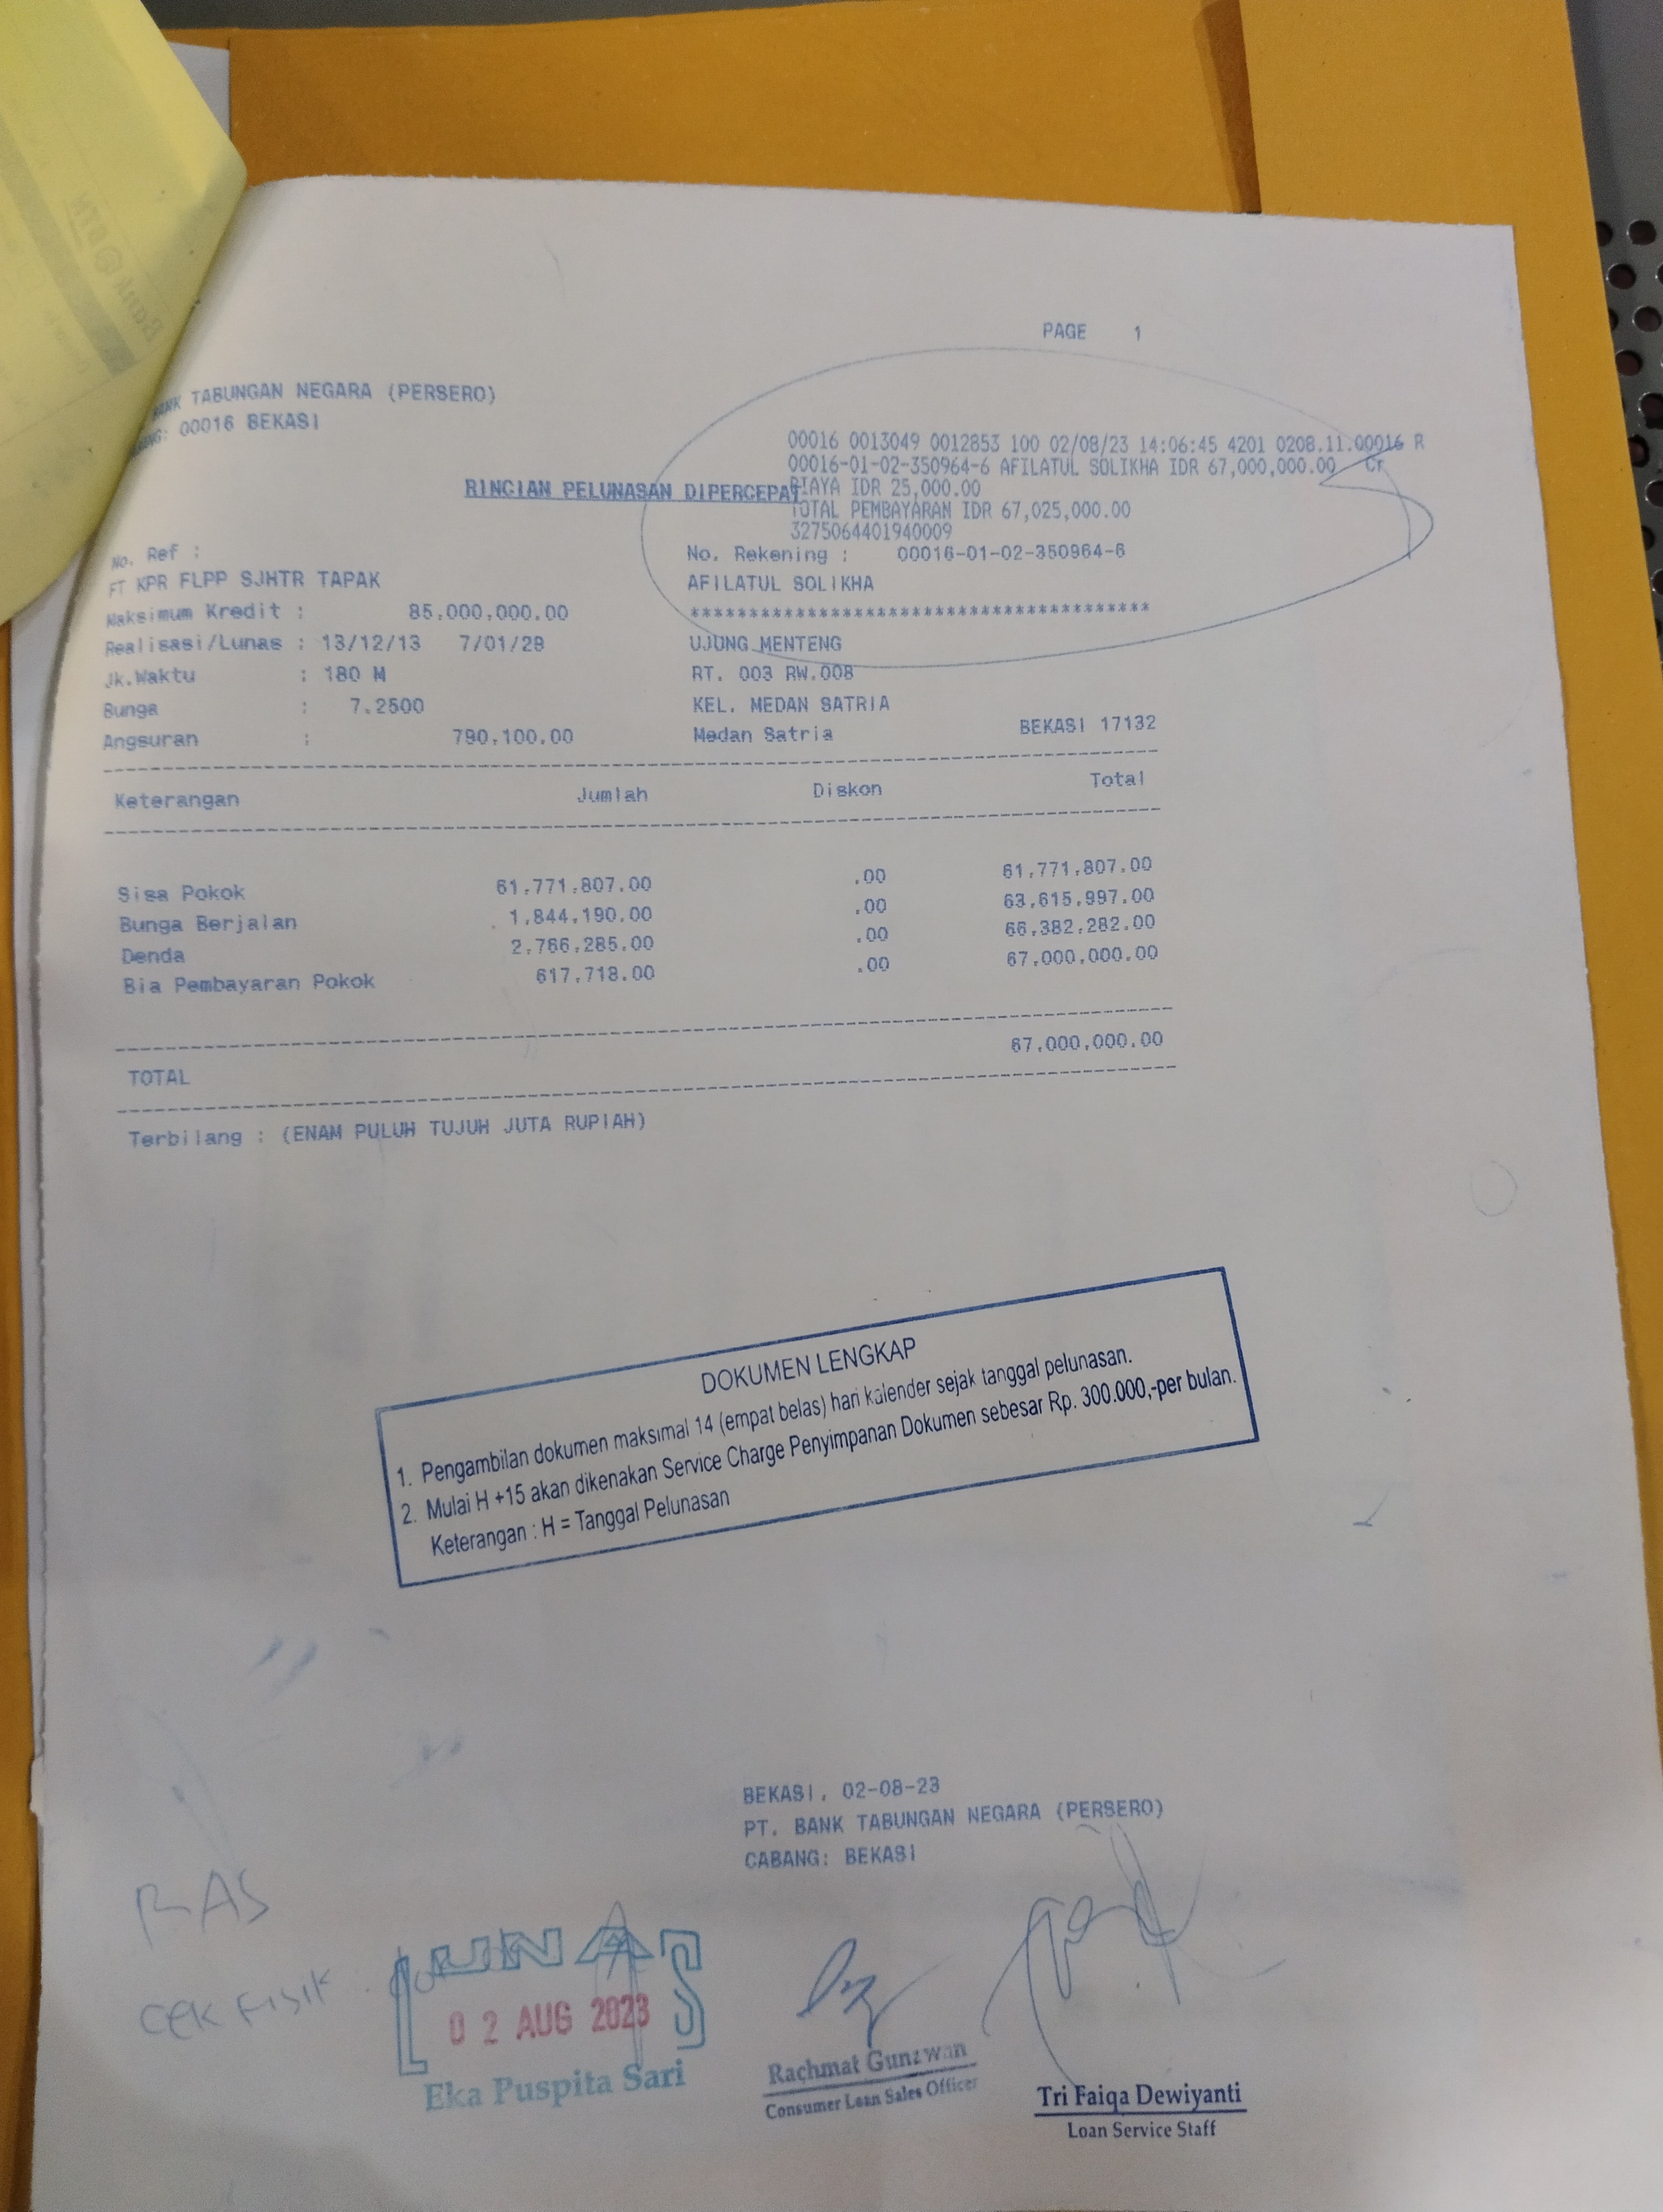 PAGE 1
BANK TABUNGAN NEGARA (PERSERO)
00016 BEKASI
00016 0013049 0012853 100 02/08/23 14:06:45 4201 0208.11.00016 R
00016-01-02-350964-6 AFILATUL SOLIKHA IDR 67,000,000.00 Cr
BIAYA IDR 25,000.00
RINCIAN PELUNASAN DIPERCEPAT
TOTAL PEMBAYARAN IDR 67,025,000.00
3275064401940009
No. Ref : No. Rekening : 00016-01-02-350964-6
FT KPR FLPP SJHTR TAPAK AFILATUL SOLIKHA
Maksimum Kredit : 85,000,000.00 ***************************************
Realisasi/Lunas : 13/12/13 7/01/29 UJUNG MENTENG
Jk.Waktu : 180 M RT. 003 RW.008
Bunga : 7.2500 KEL. MEDAN SATRIA
Angsuran : 790,100.00 Medan Satria BEKASI 17132
Keterangan Jumlah Diskon Total
Sisa Pokok 61,771,807.00 .00 61,771,807.00
Bunga Berjalan 1,844,190.00 .00 63,615,997.00
Denda 2,766,285.00 .00 66,382,282.00
Bia Pembayaran Pokok 617,718.00 .00 67,000,000.00
TOTAL 67,000,000.00
Terbilang : (ENAM PULUH TUJUH JUTA RUPIAH)
DOKUMEN LENGKAP
1. Pengambilan dokumen maksimal 14 (empat belas) hari kalender sejak tanggal pelunasan.
2. Mulai H +15 akan dikenakan Service Charge Penyimpanan Dokumen sebesar Rp. 300.000,-per bulan.
Keterangan : H = Tanggal Pelunasan
BEKASI, 02-08-23
PT. BANK TABUNGAN NEGARA (PERSERO)
CABANG: BEKASI
RAS
CEK FISIK :
LUNAS
02 AUG 2023
Eka Puspita Sari
Rachmat Gunawan
Consumer Loan Sales Officer
Tri Faiqa Dewiyanti
Loan Service Staff